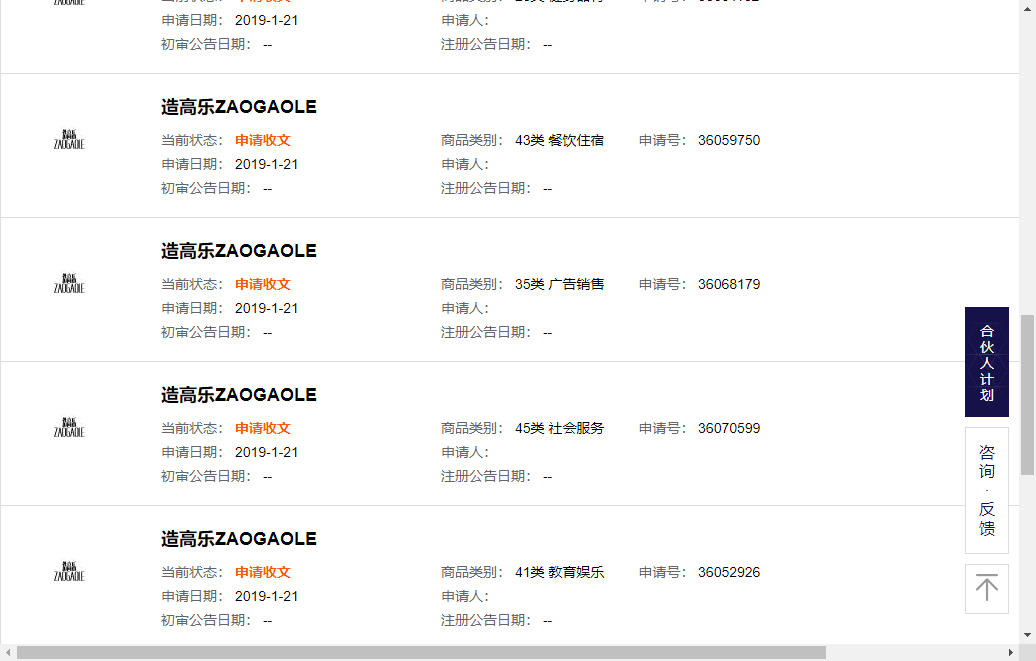 申请日期： 2019-1-21 申请人：
初审公告日期： -- 注册公告日期： --
造高乐ZAOGAOLE
ZAOGAOLE
当前状态： 申请收文 商品类别： 43类 餐饮住宿 申请号： 36059750
申请日期： 2019-1-21 申请人：
初审公告日期： -- 注册公告日期： --
造高乐ZAOGAOLE
ZAOGAOLE
当前状态： 申请收文 商品类别： 35类 广告销售 申请号： 36068179
申请日期： 2019-1-21 申请人：
初审公告日期： -- 注册公告日期： --
造高乐ZAOGAOLE
ZAOGAOLE
当前状态： 申请收文 商品类别： 45类 社会服务 申请号： 36070599
申请日期： 2019-1-21 申请人：
初审公告日期： -- 注册公告日期： --
造高乐ZAOGAOLE
ZAOGAOLE
当前状态： 申请收文 商品类别： 41类 教育娱乐 申请号： 36052926
申请日期： 2019-1-21 申请人：
初审公告日期： -- 注册公告日期： --
合伙人计划
咨询·反馈